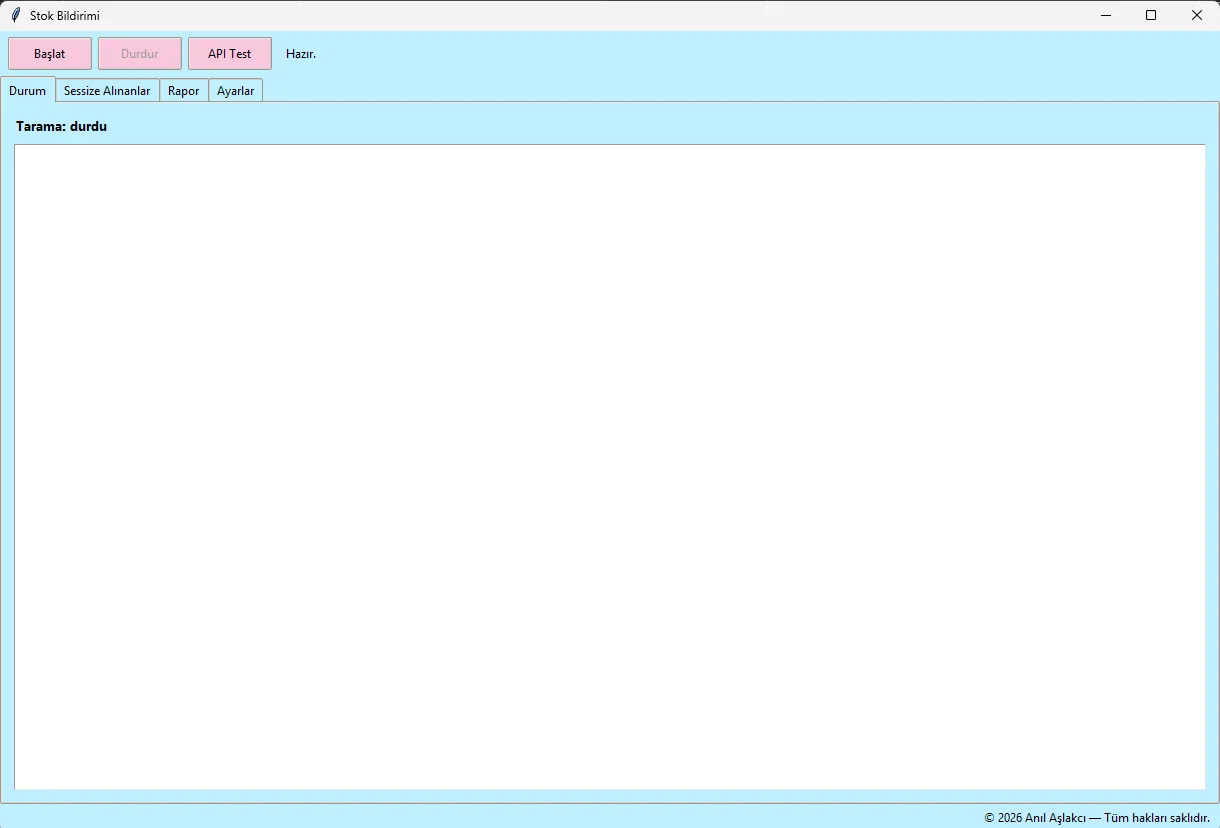 Stok Bildirimi
Başlat Durdur API Test Hazır.
Durum Sessize Alınanlar Rapor Ayarlar
Tarama: durdu
© 2026 Anıl Aşlakcı — Tüm hakları saklıdır.